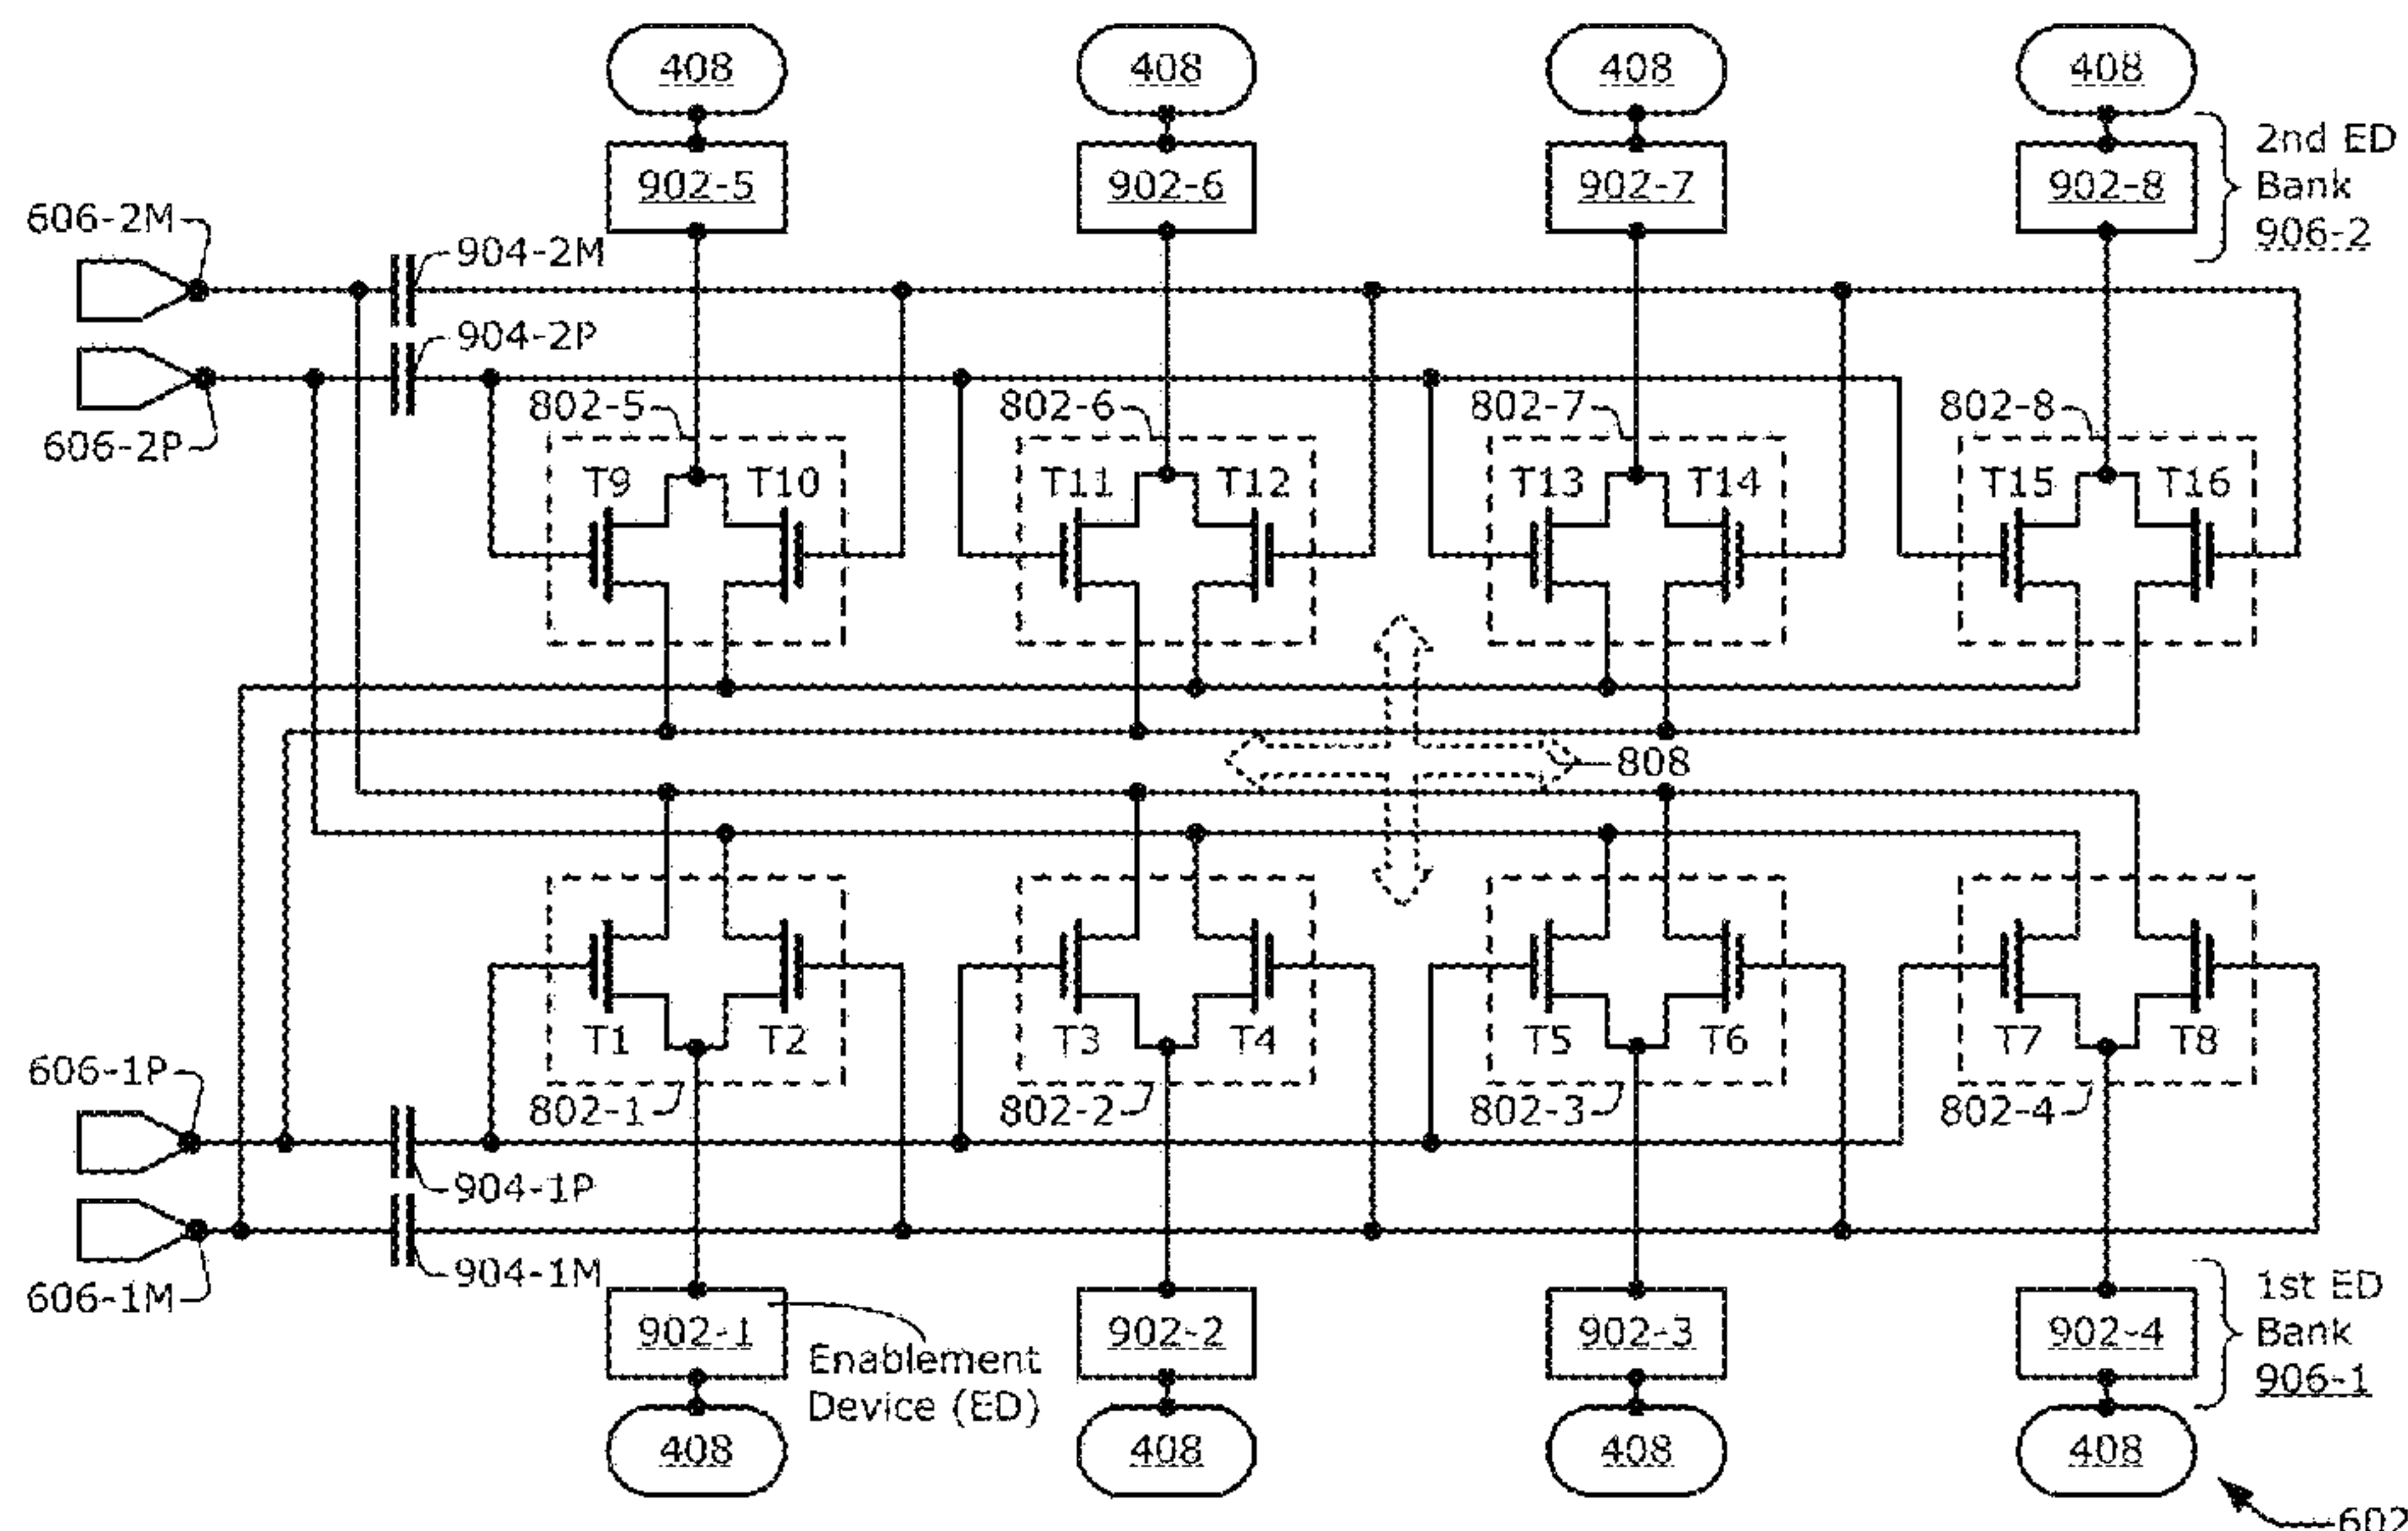 408 408 408 408
902-5 902-6 902-7 902-8
2nd ED
Bank
906-2
606-2M
904-2M
904-2P
606-2P
802-5 802-6 802-7 802-8
T9 T10 T11 T12 T13 T14 T15 T16
808
T1 T2 T3 T4 T5 T6 T7 T8
606-1P
802-1 802-2 802-3 802-4
904-1P
606-1M
904-1M
902-1 902-2 902-3 902-4
Enablement
Device (ED)
1st ED
Bank
906-1
408 408 408 408
602